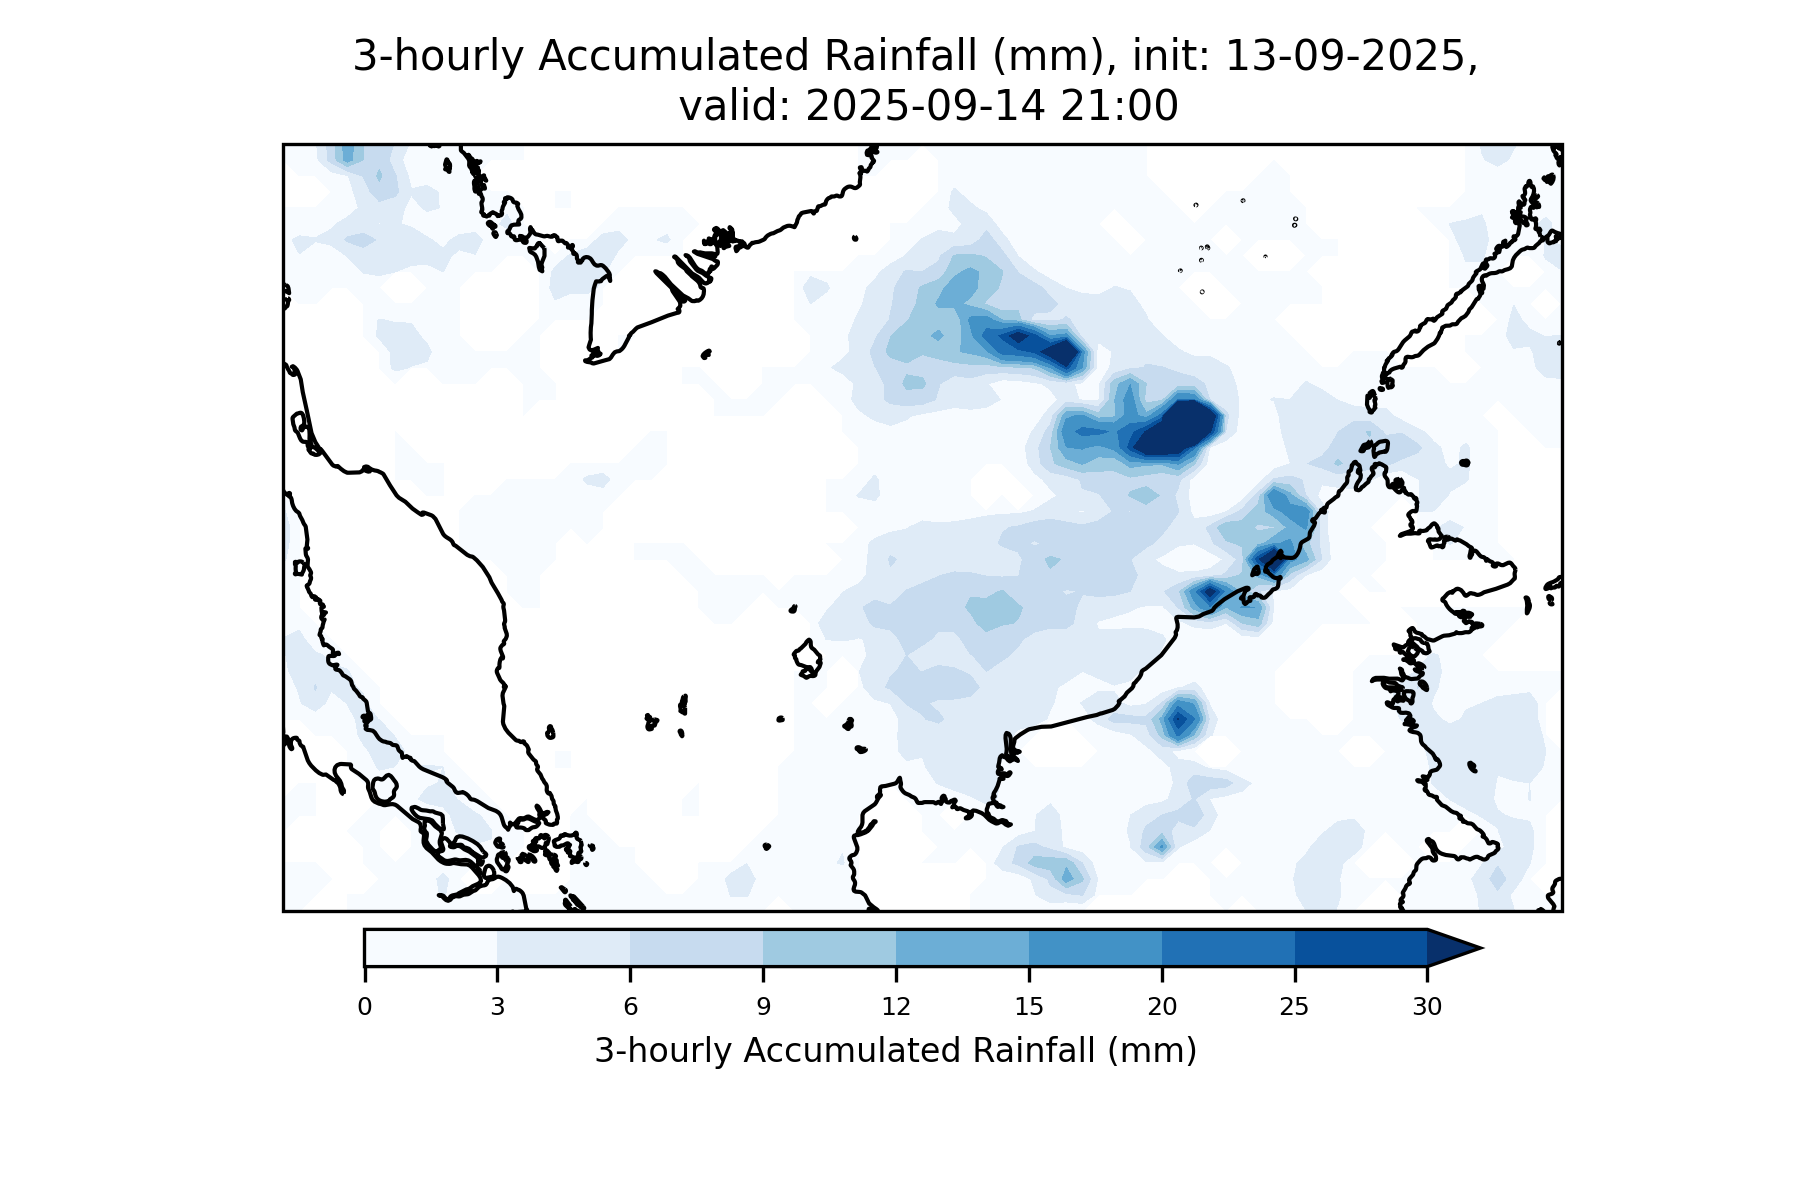 3-hourly Accumulated Rainfall (mm), init: 13-09-2025,
valid: 2025-09-14 21:00
0 3 6 9 12 15 20 25 30
3-hourly Accumulated Rainfall (mm)